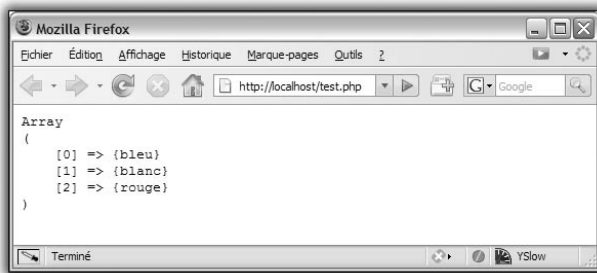 Mozilla Firefox
Fichier Édition Affichage Historique Marque-pages Outils ?
http://localhost/test.php G Google
Array
(
[0] => {bleu}
[1] => {blanc}
[2] => {rouge}
)
Terminé YSlow